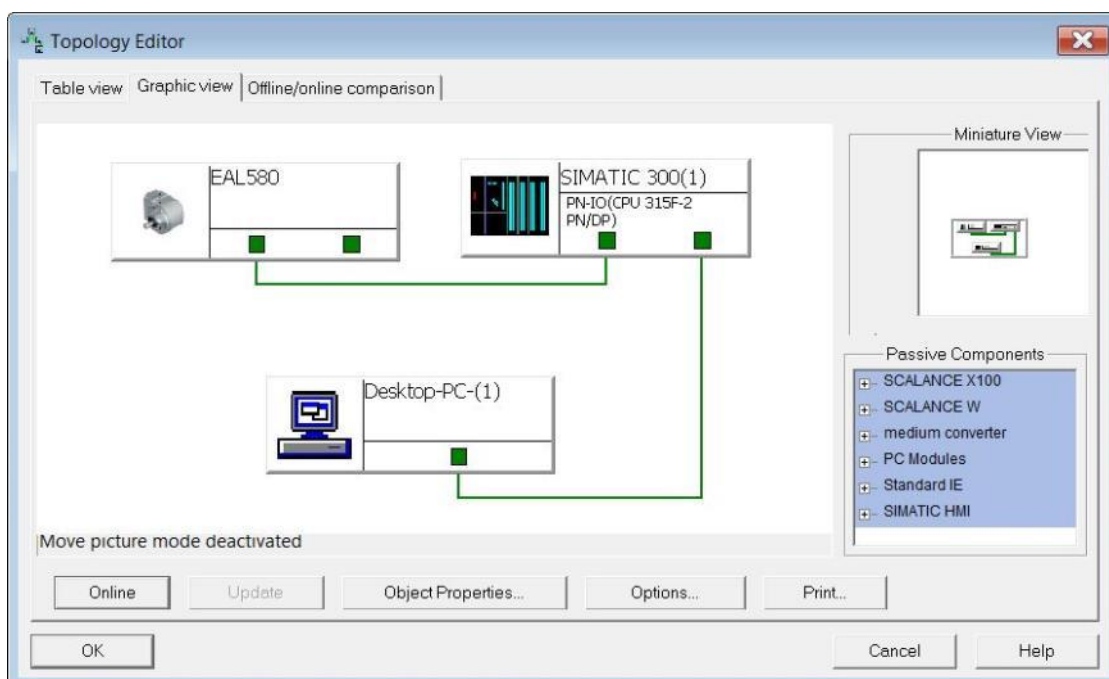 Topology Editor
Table view Graphic view Offline/online comparison
Miniature View
EAL580
SIMATIC 300(1)
PN-IO(CPU 315F-2
PN/DP)
Desktop-PC-(1)
Passive Components
SCALANCE X100
SCALANCE W
medium converter
PC Modules
Standard IE
SIMATIC HMI
Move picture mode deactivated
Online Update Object Properties... Options... Print...
OK Cancel Help